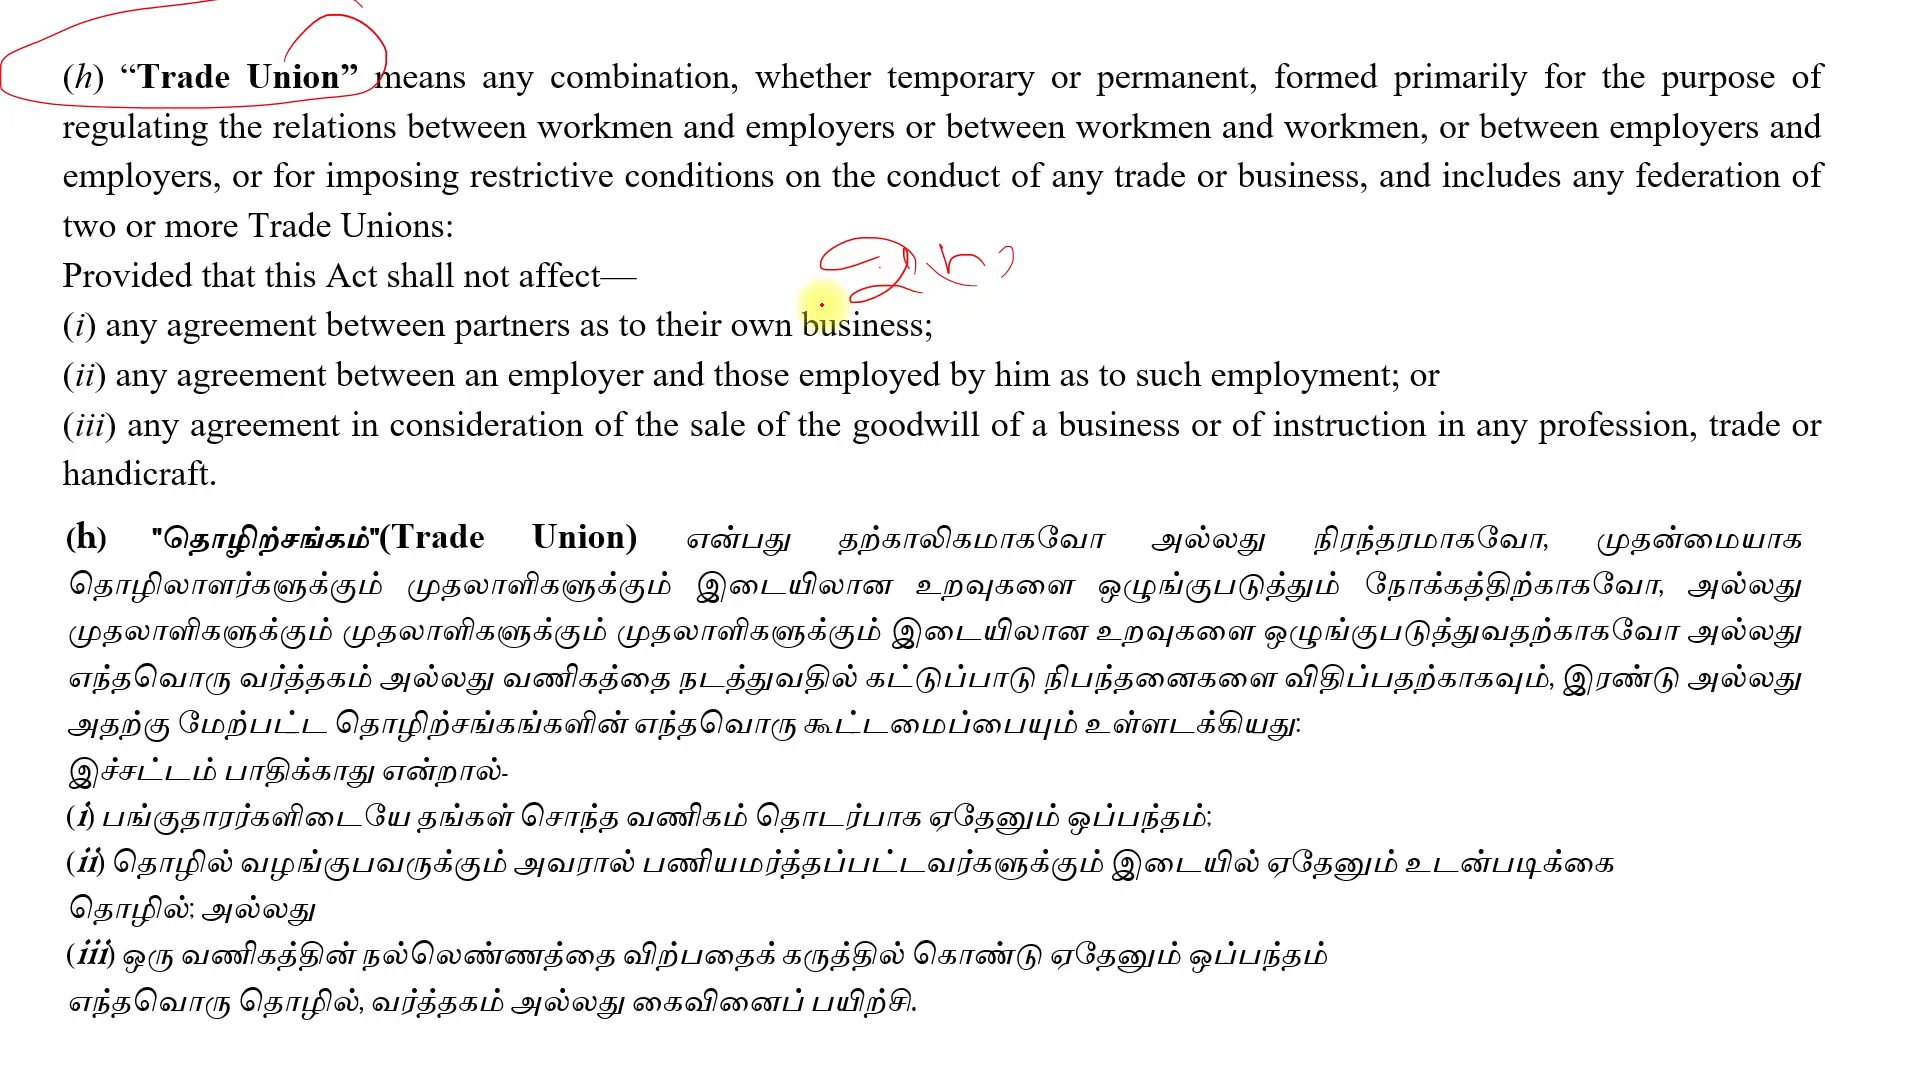 (h) “Trade Union” means any combination, whether temporary or permanent, formed primarily for the purpose of
regulating the relations between workmen and employers or between workmen and workmen, or between employers and
employers, or for imposing restrictive conditions on the conduct of any trade or business, and includes any federation of
two or more Trade Unions:
Provided that this Act shall not affect—
(i) any agreement between partners as to their own business;
(ii) any agreement between an employer and those employed by him as to such employment; or
(iii) any agreement in consideration of the sale of the goodwill of a business or of instruction in any profession, trade or
handicraft.
(h) "தொழிற்சங்கம்"(Trade Union) என்பது தற்காலிகமாகவோ அல்லது நிரந்தரமாகவோ, முதன்மையாக
தொழிலாளர்களுக்கும் முதலாளிகளுக்கும் இடையிலான உறவுகளை ஒழுங்குபடுத்தும் நோக்கத்திற்காகவோ, அல்லது
முதலாளிகளுக்கும் முதலாளிகளுக்கும் முதலாளிகளுக்கும் இடையிலான உறவுகளை ஒழுங்குபடுத்துவதற்காகவோ அல்லது
எந்தவொரு வர்த்தகம் அல்லது வணிகத்தை நடத்துவதில் கட்டுப்பாடு நிபந்தனைகளை விதிப்பதற்காகவும், இரண்டு அல்லது
அதற்கு மேற்பட்ட தொழிற்சங்கங்களின் எந்தவொரு கூட்டமைப்பையும் உள்ளடக்கியது:
இச்சட்டம் பாதிக்காது என்றால்-
(i) பங்குதாரர்களிடையே தங்கள் சொந்த வணிகம் தொடர்பாக ஏதேனும் ஒப்பந்தம்;
(ii) தொழில் வழங்குபவருக்கும் அவரால் பணியமர்த்தப்பட்டவர்களுக்கும் இடையில் ஏதேனும் உடன்படிக்கை
தொழில்; அல்லது
(iii) ஒரு வணிகத்தின் நல்லெண்ணத்தை விற்பதைக் கருத்தில் கொண்டு ஏதேனும் ஒப்பந்தம்
எந்தவொரு தொழில், வர்த்தகம் அல்லது கைவினைப் பயிற்சி.